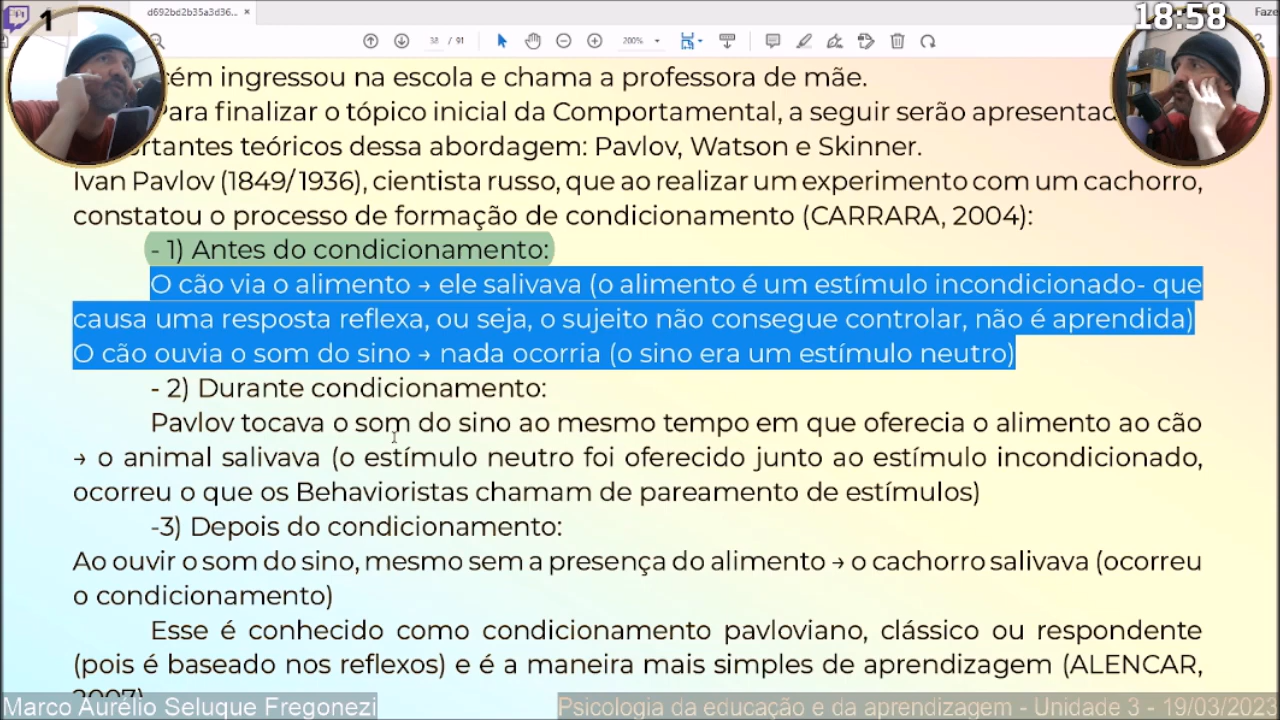 d692bd2b35a3d36...
1
18:58
Faze
38 / 91
200%
cém ingressou na escola e chama a professora de mãe.
Para finalizar o tópico inicial da Comportamental, a seguir serão apresentad
rtantes teóricos dessa abordagem: Pavlov, Watson e Skinner.
Ivan Pavlov (1849/1936), cientista russo, que ao realizar um experimento com um cachorro,
constatou o processo de formação de condicionamento (CARRARA, 2004):
- 1) Antes do condicionamento:
O cão via o alimento → ele salivava (o alimento é um estímulo incondicionado- que
causa uma resposta reflexa, ou seja, o sujeito não consegue controlar, não é aprendida)
O cão ouvia o som do sino → nada ocorria (o sino era um estímulo neutro)
- 2) Durante condicionamento:
Pavlov tocava o som do sino ao mesmo tempo em que oferecia o alimento ao cão
→ o animal salivava (o estímulo neutro foi oferecido junto ao estímulo incondicionado,
ocorreu o que os Behavioristas chamam de pareamento de estímulos)
-3) Depois do condicionamento:
Ao ouvir o som do sino, mesmo sem a presença do alimento → o cachorro salivava (ocorreu
o condicionamento)
Esse é conhecido como condicionamento pavloviano, clássico ou respondente
(pois é baseado nos reflexos) e é a maneira mais simples de aprendizagem (ALENCAR,
2007)
Marco Aurélio Seluque Fregonezi
Psicologia da educação e da aprendizagem - Unidade 3 - 19/03/2023